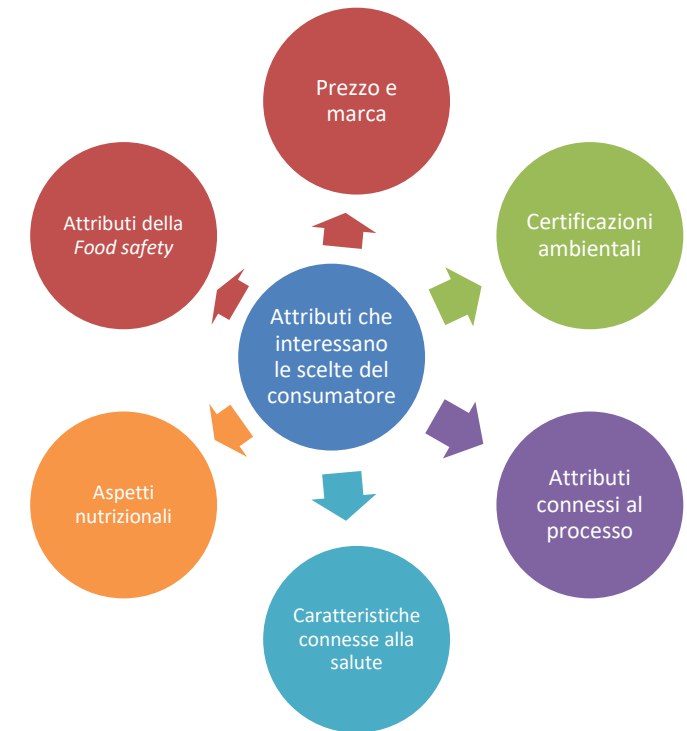 Prezzo e
marca
Certificazioni
ambientali
Attributi
connessi al
processo
Caratteristiche
connesse alla
salute
Aspetti
nutrizionali
Attributi della
Food safety
Attributi che
interessano
le scelte del
consumatore